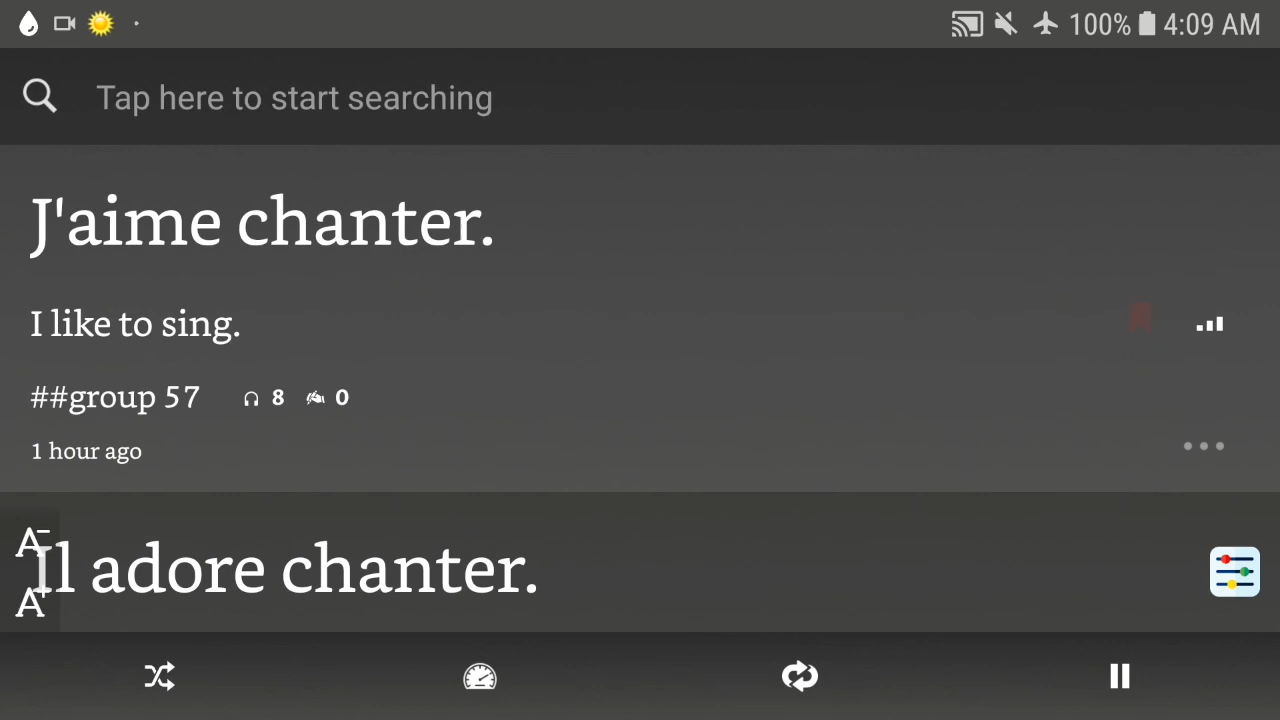 100% 4:09 AM
Tap here to start searching
J'aime chanter.
I like to sing.
##group 57 8 0
1 hour ago
A-
Il adore chanter.
A+